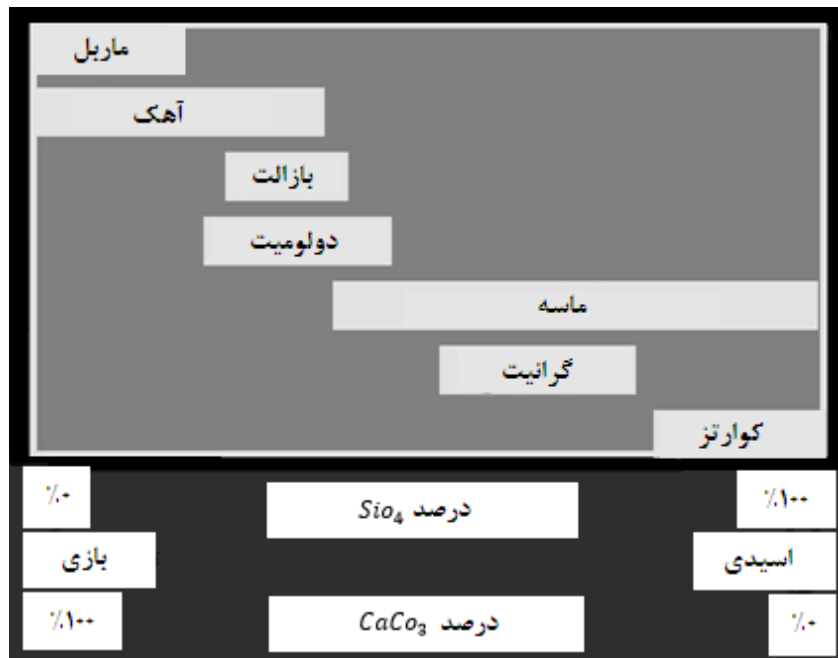 ماربل
آهک
بازالت
دولومیت
ماسه
گرانیت
کوارتز
٪۱۰۰ درصد Sio₄ ٪۰
اسیدی بازی
٪۰ درصد CaCo₃ ٪۱۰۰